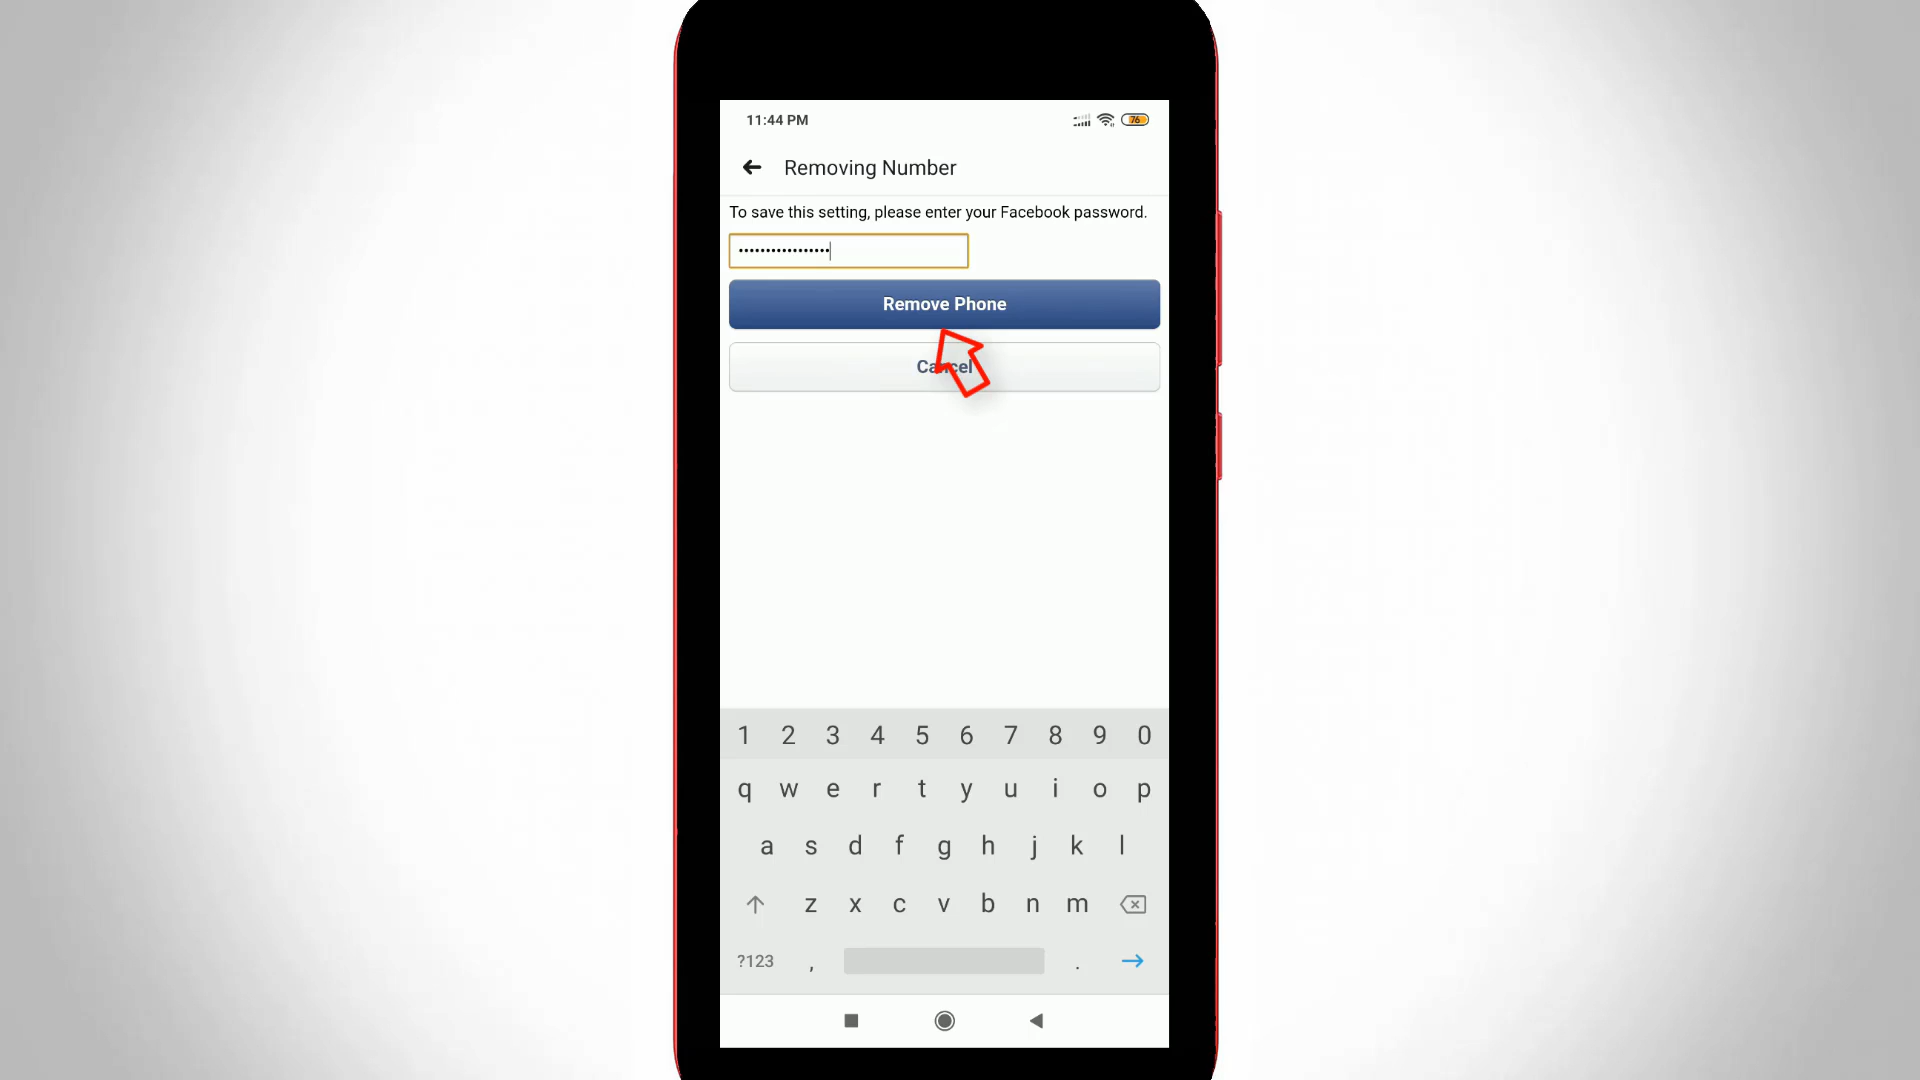 11:44 PM
76
Removing Number
To save this setting, please enter your Facebook password.
•••••••••••••••••
Remove Phone
Cancel
1 2 3 4 5 6 7 8 9 0
q w e r t y u i o p
a s d f g h j k l
z x c v b n m
?123 , .